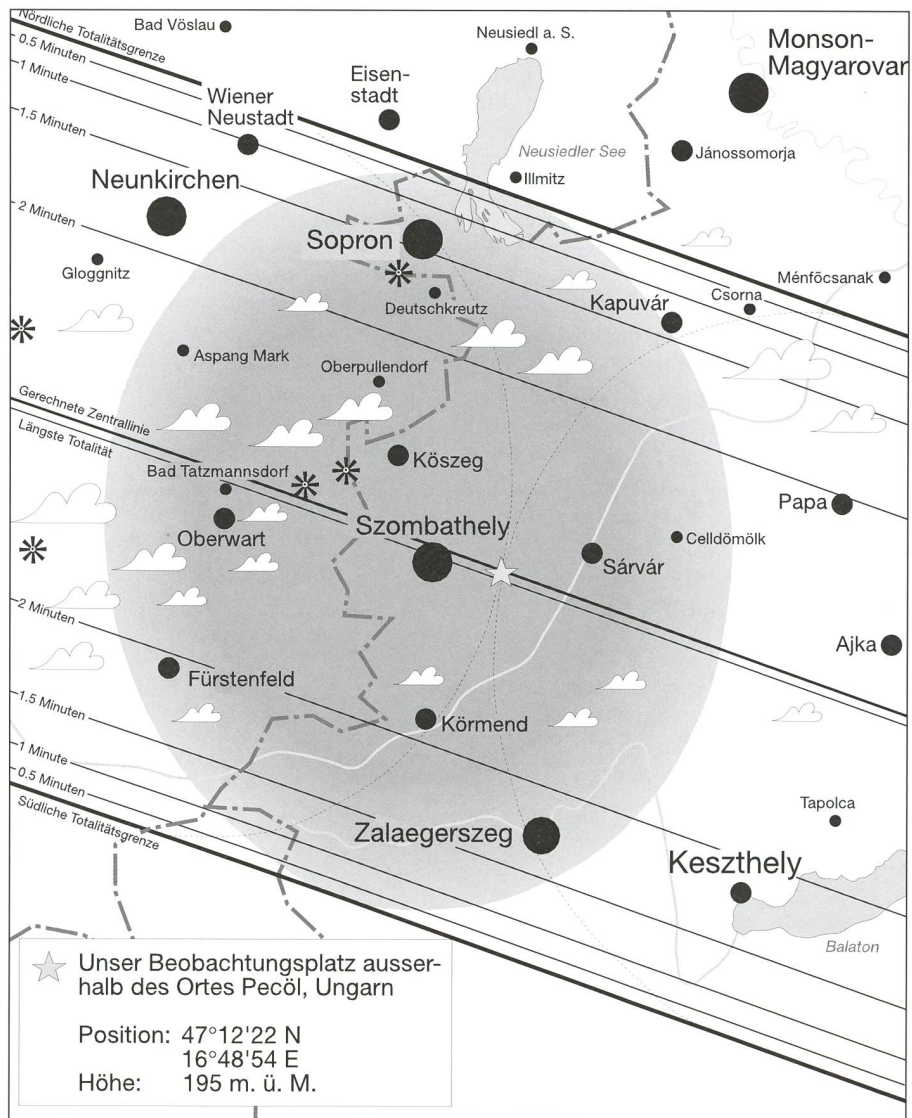 Nördliche Totalitätsgrenze
0.5 Minuten
1 Minute
1.5 Minuten
2 Minuten
Bad Vöslau
Neusiedl a. S.
Monson-
Magyarovar
Eisen-
stadt
Wiener
Neustadt
Neusiedler See
Jánossomorja
Illmitz
Neunkirchen
Sopron
Gloggnitz
Deutschkreutz
Kapuvár
Csorna
Ménfőcsanak
Aspang Mark
Oberpullendorf
Gerechnete Zentrallinie
Längste Totalität
Bad Tatzmannsdorf
Köszeg
Papa
Oberwart
Szombathely
Celldömölk
Sárvár
2 Minuten
Ajka
Fürstenfeld
1.5 Minuten
Körmend
1 Minute
0.5 Minuten
Südliche Totalitätsgrenze
Tapolca
Zalaegerszeg
Keszthely
Balaton
Unser Beobachtungsplatz ausser-
halb des Ortes Pecöl, Ungarn
Position: 47°12'22 N
16°48'54 E
Höhe: 195 m. ü. M.